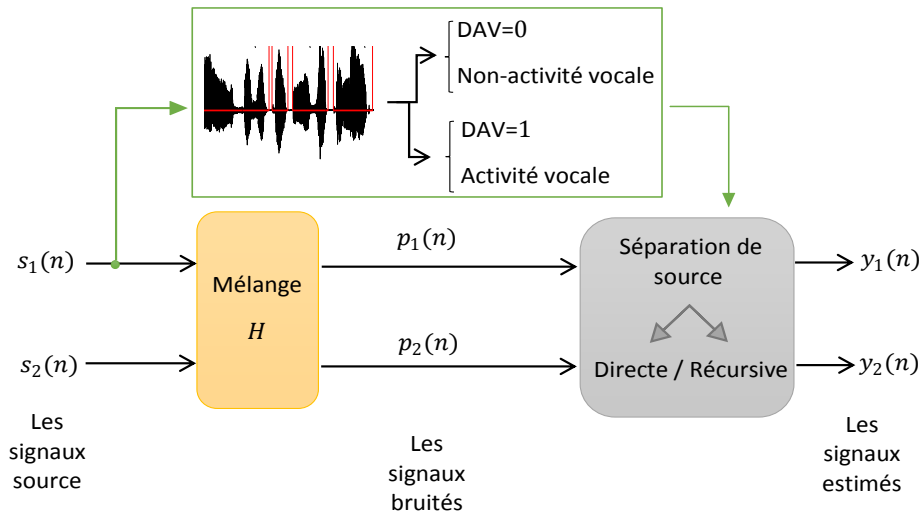 DAV=0
Non-activité vocale
DAV=1
Activité vocale
s₁(n)
Mélange
H
p₁(n)
Séparation de
source
y₁(n)
s₂(n)
p₂(n)
Directe / Récursive
y₂(n)
Les
signaux
source
Les
signaux
bruités
Les
signaux
estimés